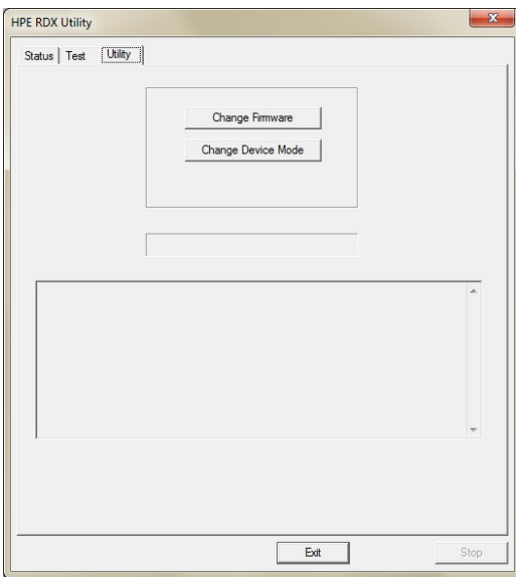 HPE RDX Utility
Status Test Utility
Change Firmware
Change Device Mode
Exit Stop